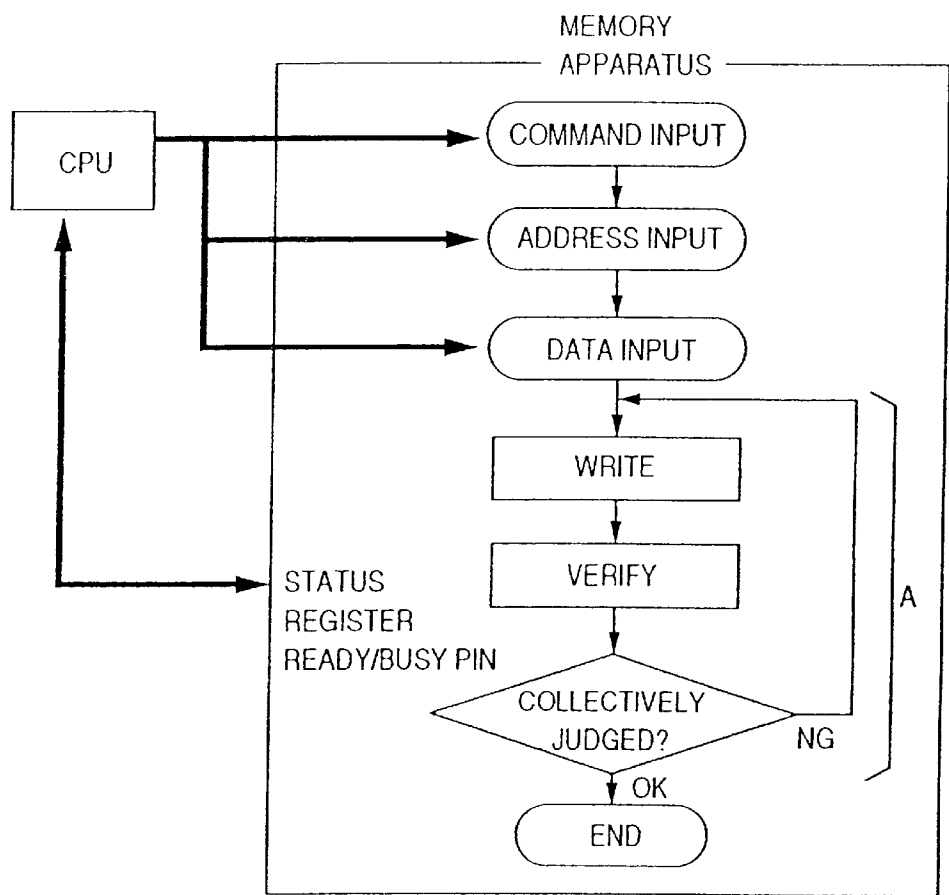 MEMORY
APPARATUS
CPU
COMMAND INPUT
ADDRESS INPUT
DATA INPUT
WRITE
VERIFY
A
STATUS
REGISTER
READY/BUSY PIN
COLLECTIVELY
JUDGED?
NG
OK
END